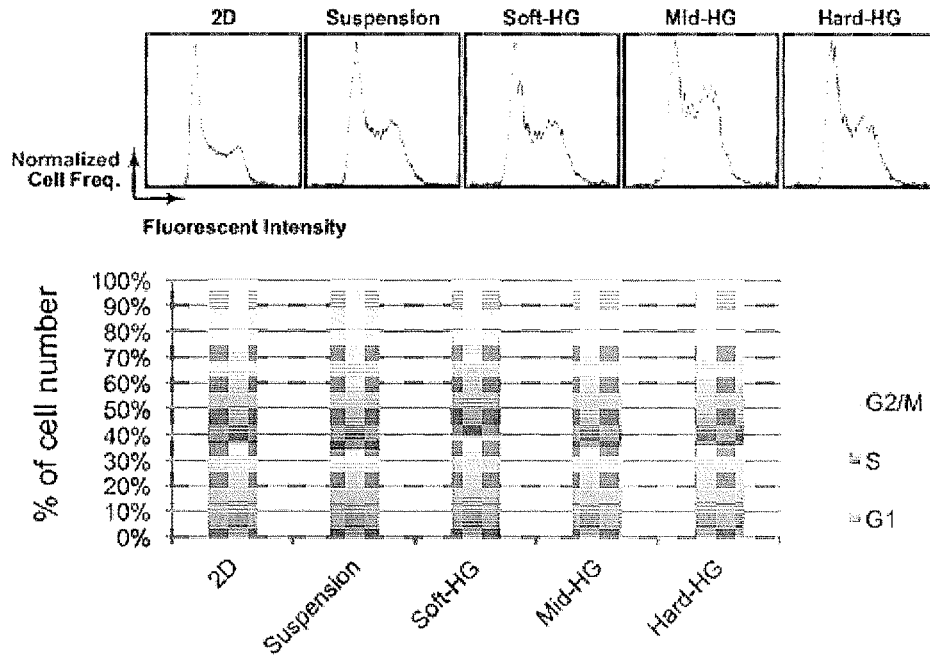 2D Suspension Soft-HG Mid-HG Hard-HG
Normalized
Cell Freq.
Fluorescent Intensity
% of cell number
100%
90%
80%
70%
60%
50%
40%
30%
20%
10%
0%
2D Suspension Soft-HG Mid-HG Hard-HG
G2/M
S
G1